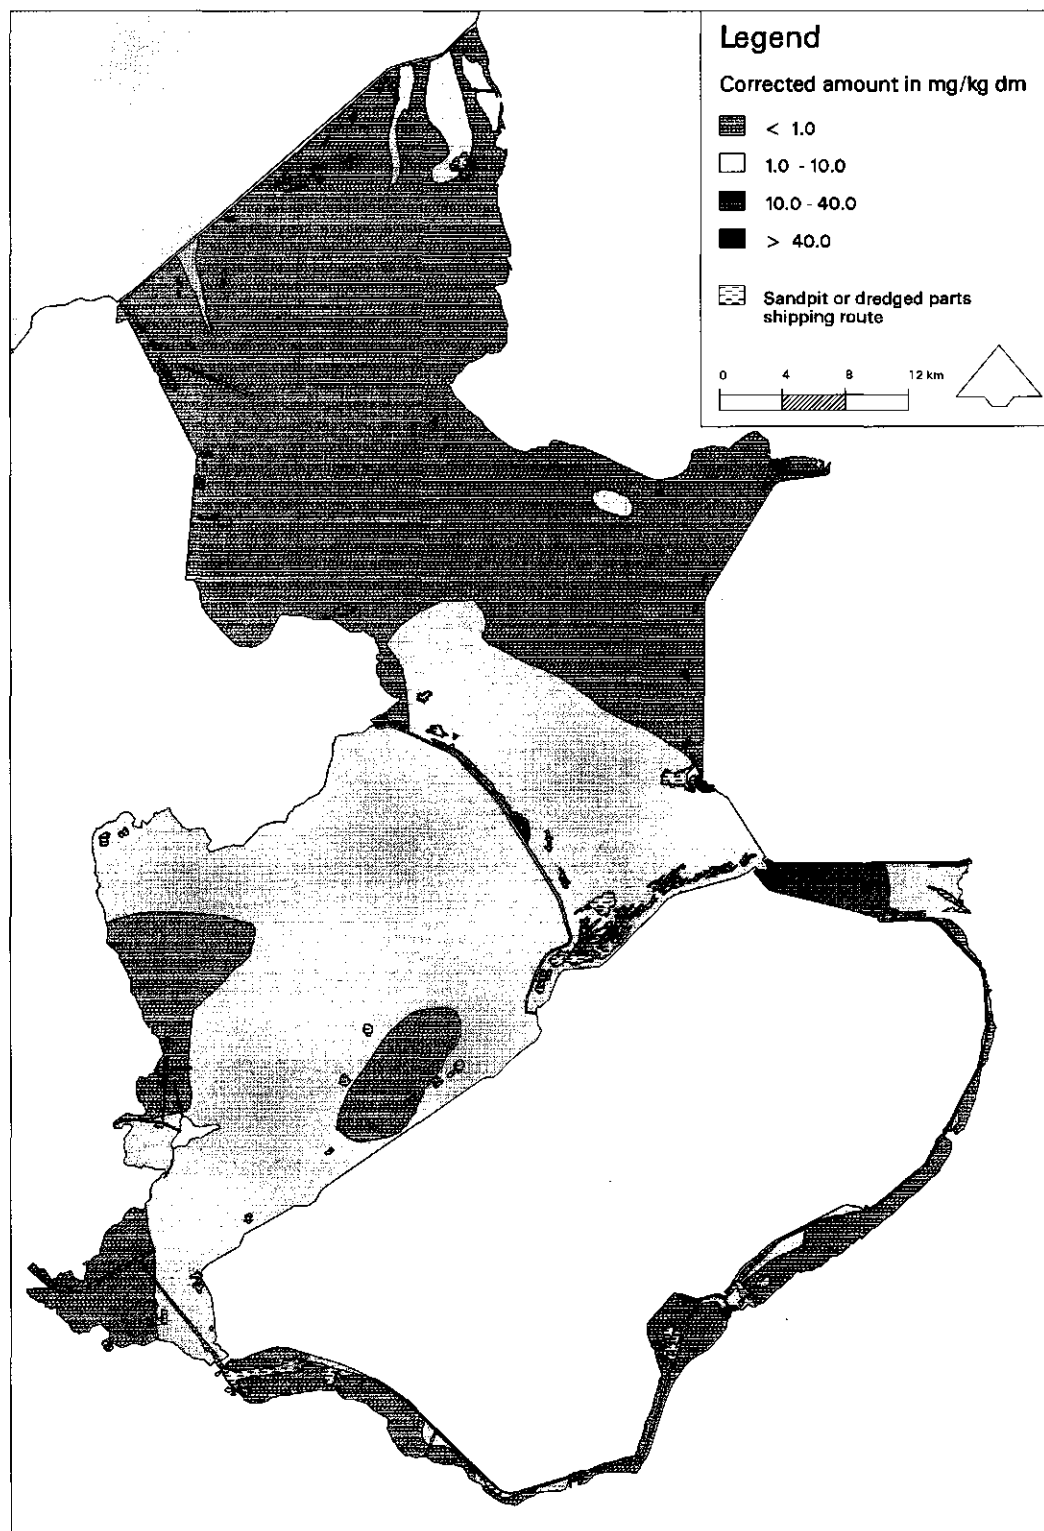 Legend
Corrected amount in mg/kg dm
< 1.0
1.0 - 10.0
10.0 - 40.0
> 40.0
Sandpit or dredged parts
shipping route
0 4 8 12 km